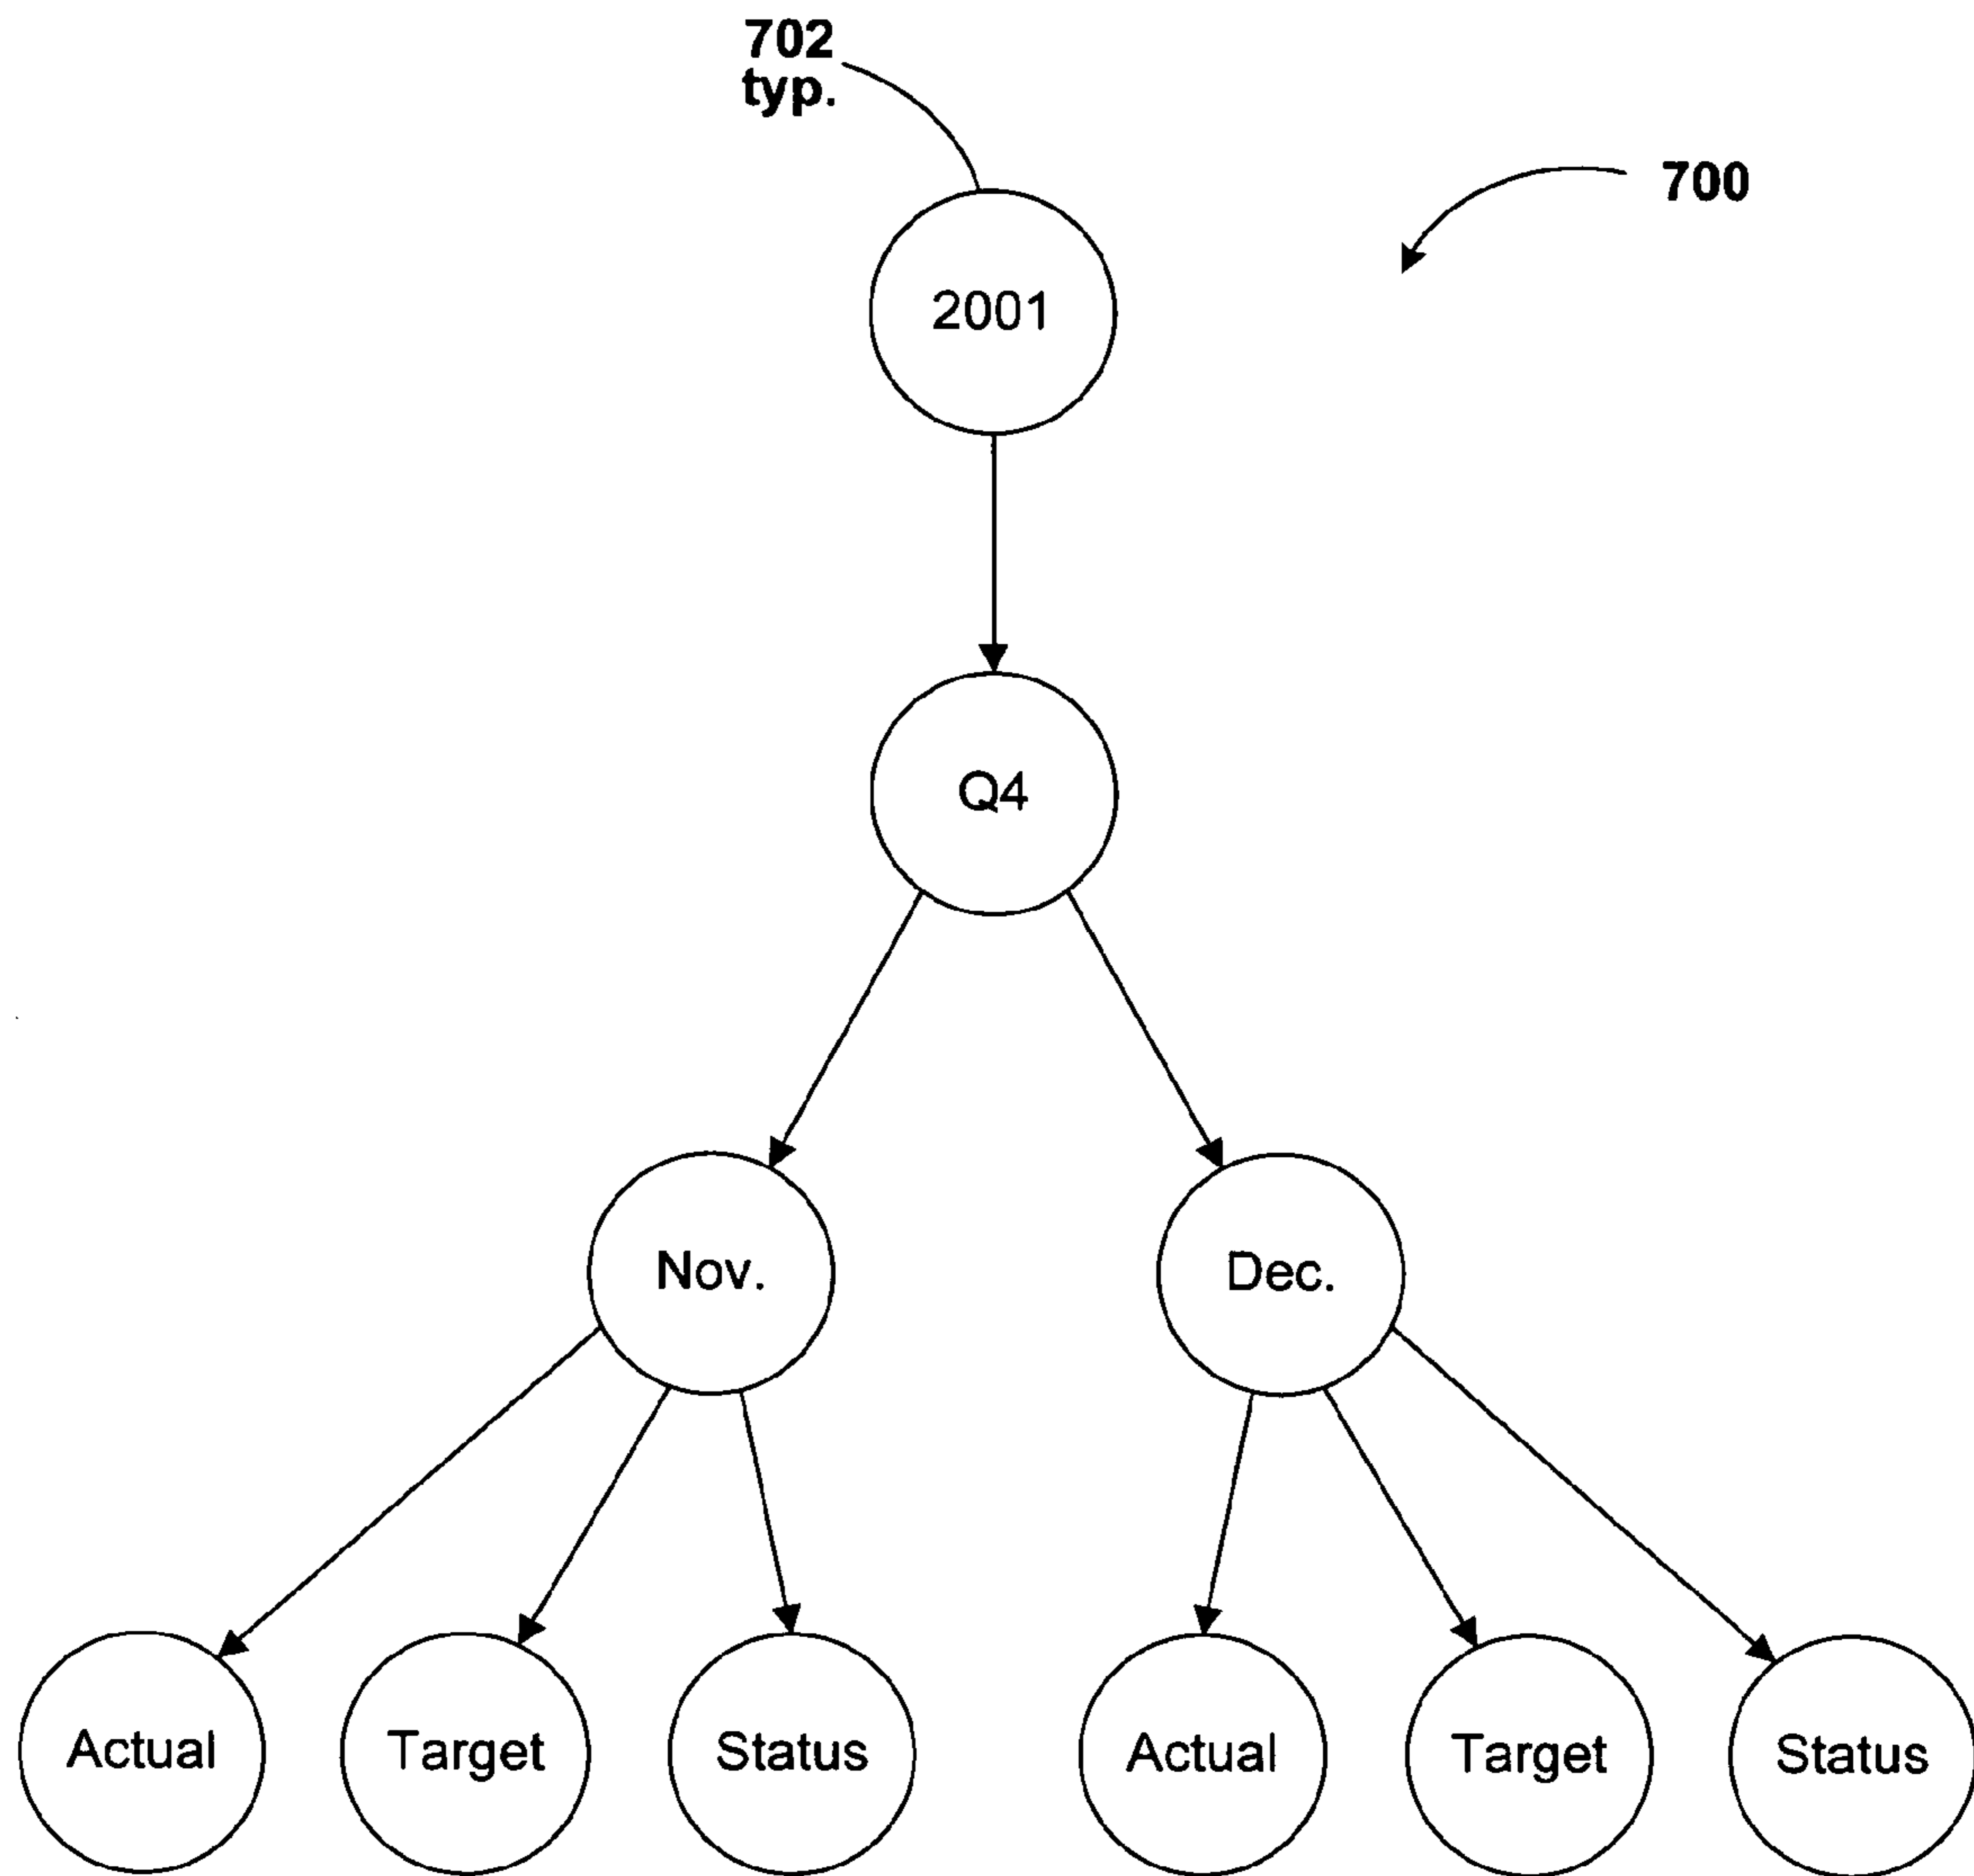 702
typ.
700
2001
Q4
Nov.
Dec.
Actual
Target
Status
Actual
Target
Status